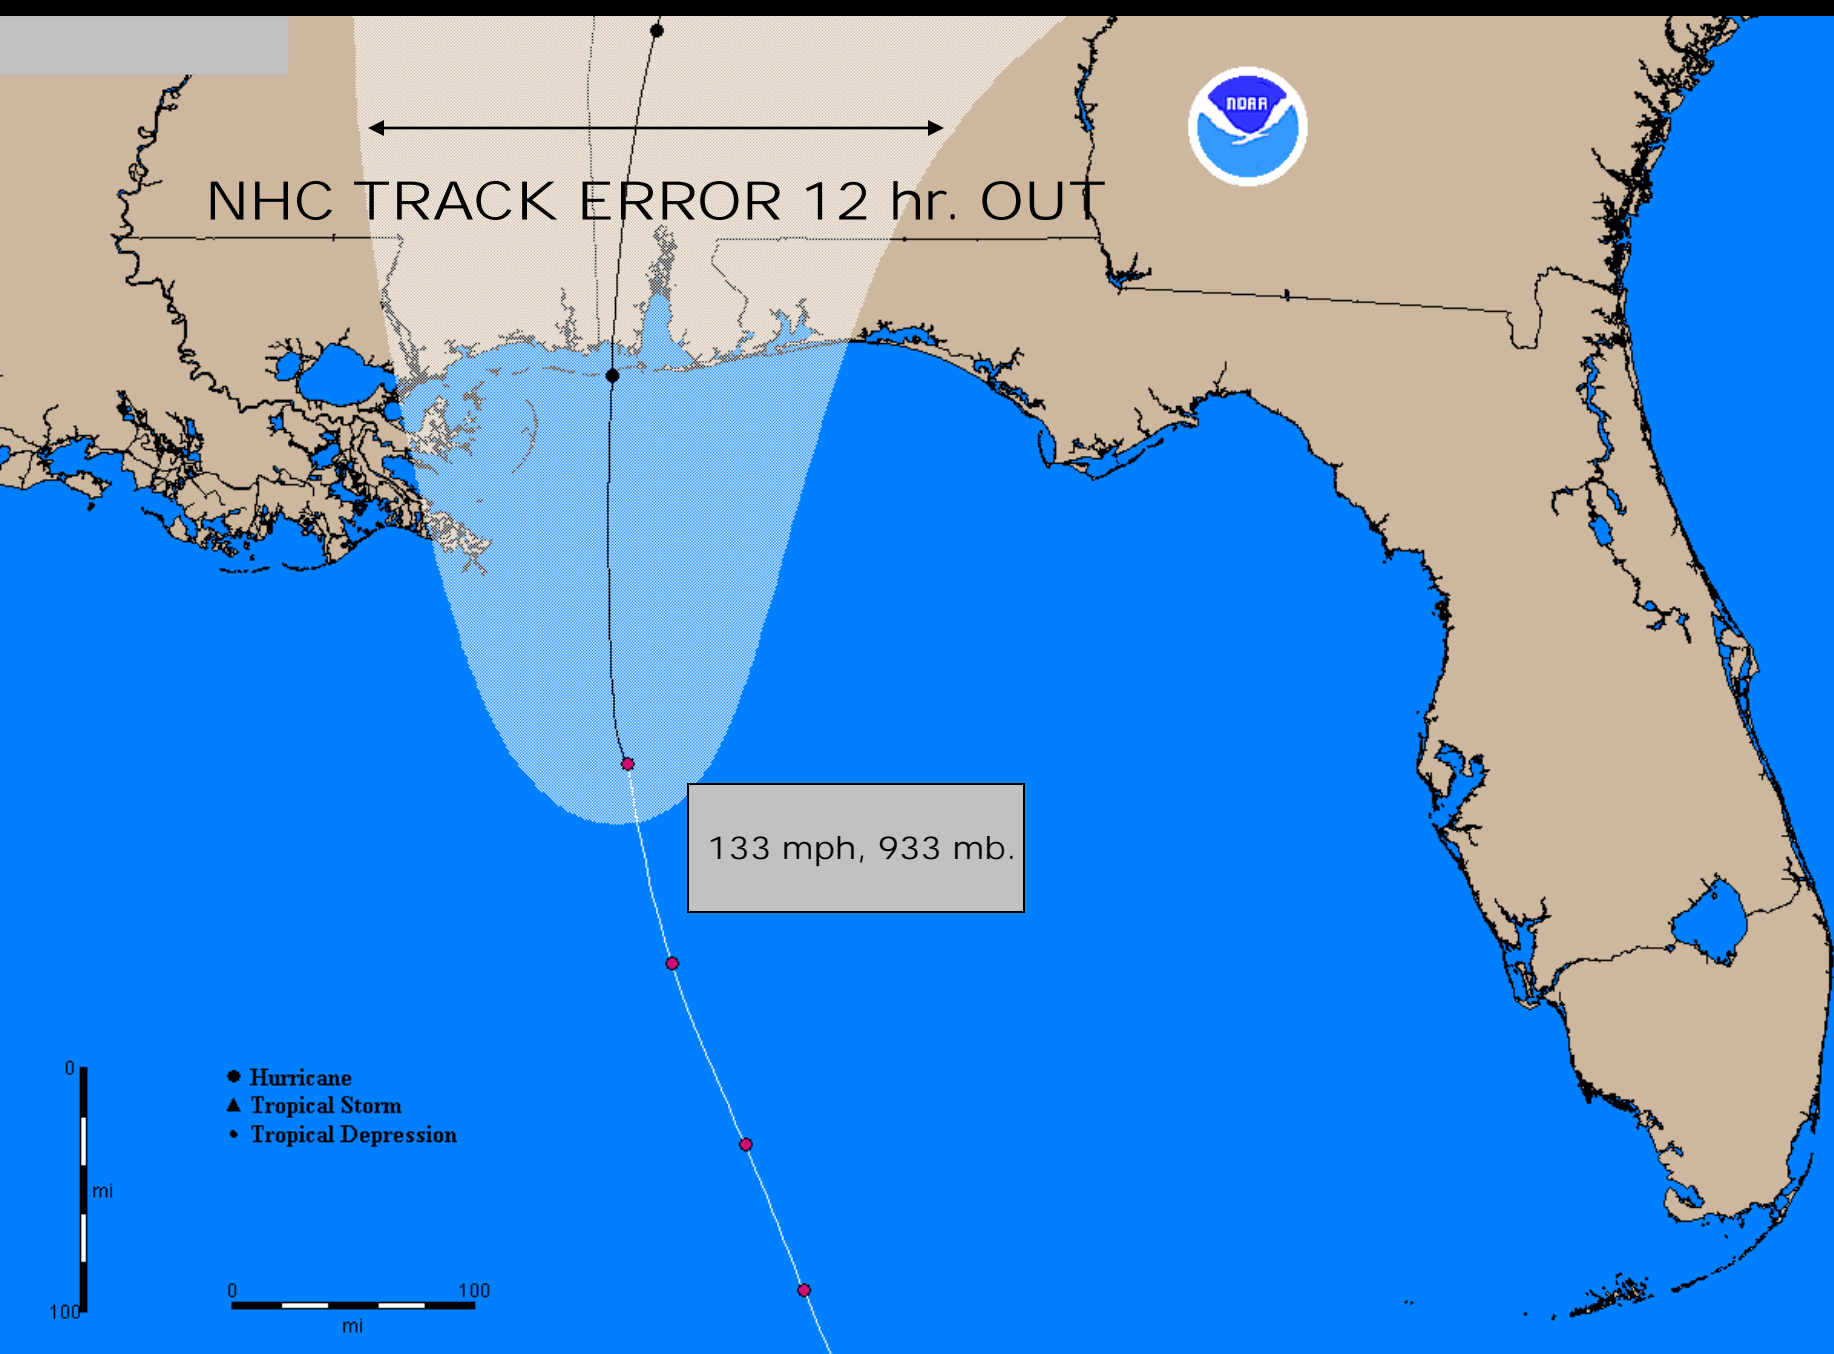 NOAA
NHC TRACK ERROR 12 hr. OUT
133 mph, 933 mb.
0
mi
100
Hurricane
Tropical Storm
Tropical Depression
0 100
mi